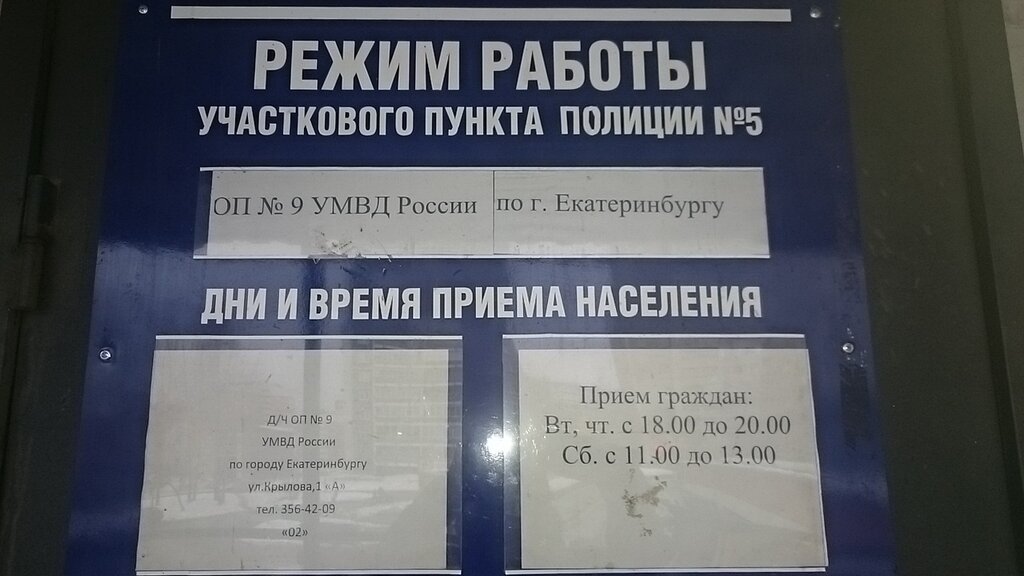 РЕЖИМ РАБОТЫ
УЧАСТКОВОГО ПУНКТА ПОЛИЦИИ №5
ОП № 9 УМВД России по г. Екатеринбургу
ДНИ И ВРЕМЯ ПРИЕМА НАСЕЛЕНИЯ
Д/Ч ОП № 9
УМВД России
по городу Екатеринбургу
ул.Крылова,1 «А»
тел. 356-42-09
«02»
Прием граждан:
Вт, чт. с 18.00 до 20.00
Сб. с 11.00 до 13.00